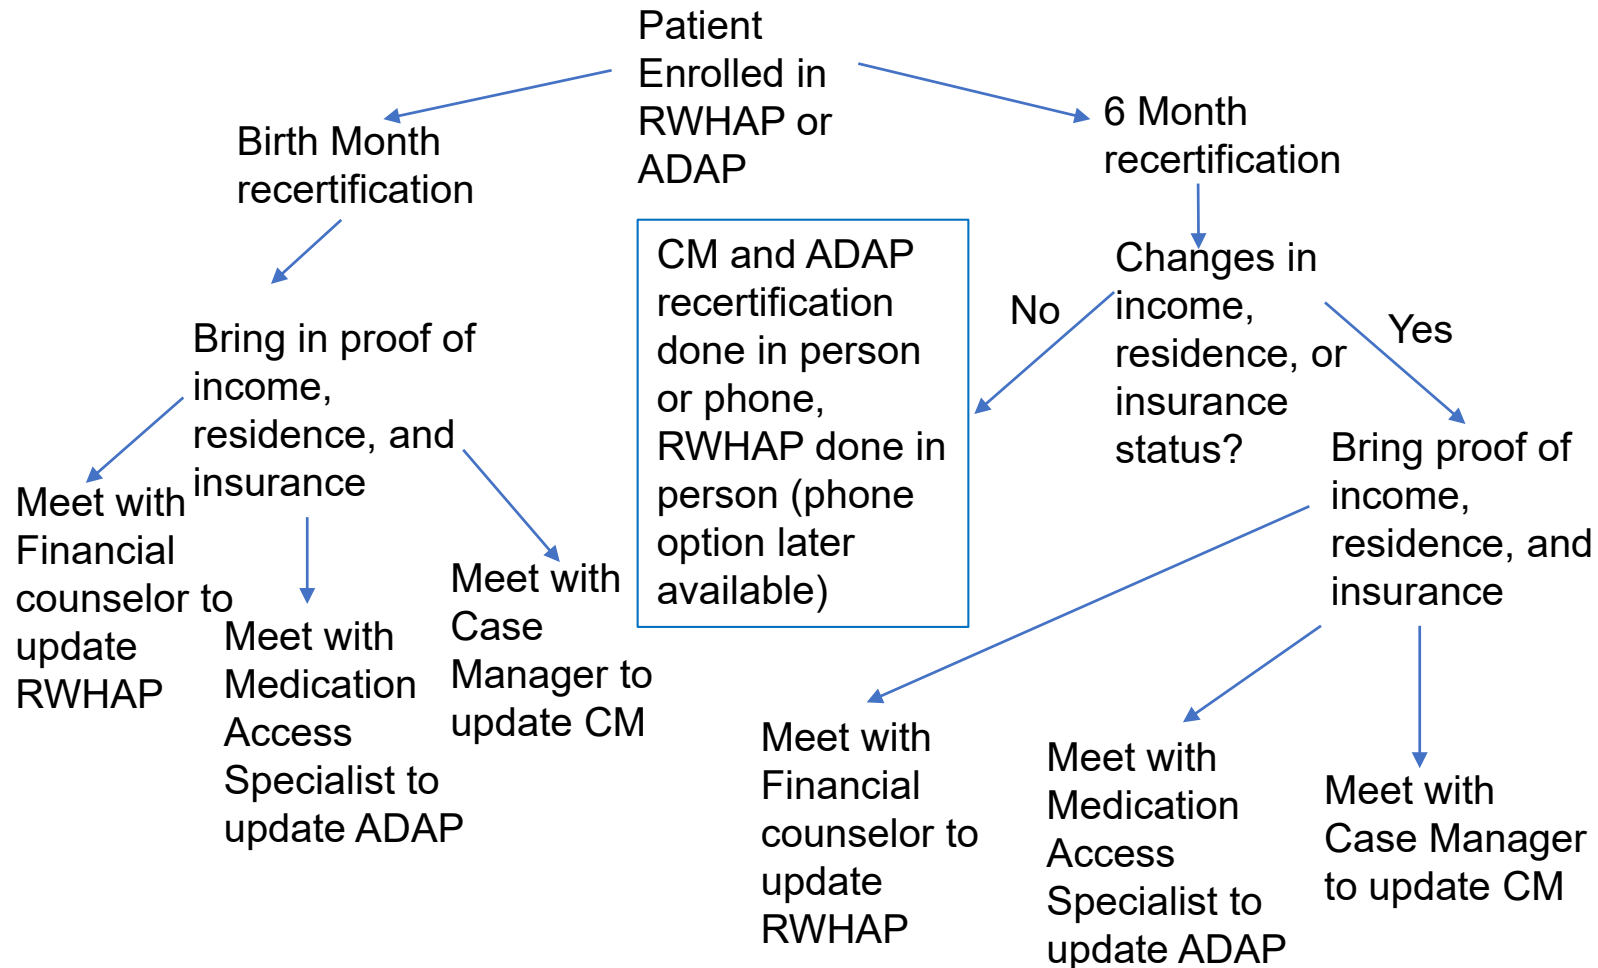 Patient
Enrolled in
RWHAP or
ADAP
Birth Month
recertification
6 Month
recertification
Bring in proof of
income,
residence, and
insurance
Meet with
Financial
counselor to
update
RWHAP
Meet with
Medication
Access
Specialist to
update ADAP
Meet with
Case
Manager to
update CM
CM and ADAP
recertification
done in person
or phone,
RWHAP done in
person (phone
option later
available)
No
Changes in
income,
residence, or
insurance
status?
Yes
Bring proof of
income,
residence, and
insurance
Meet with
Financial
counselor to
update
RWHAP
Meet with
Medication
Access
Specialist to
update ADAP
Meet with
Case Manager
to update CM